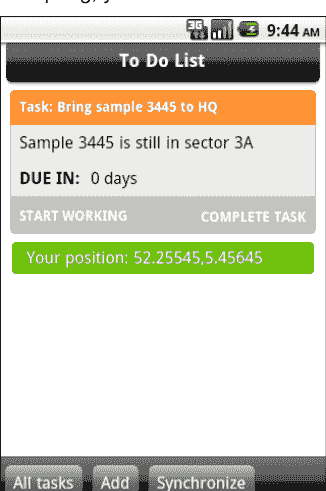 3G
9:44 AM
To Do List
Task: Bring sample 3445 to HQ
Sample 3445 is still in sector 3A
DUE IN: 0 days
START WORKING COMPLETE TASK
Your position: 52.25545,5.45645
All tasks Add Synchronize